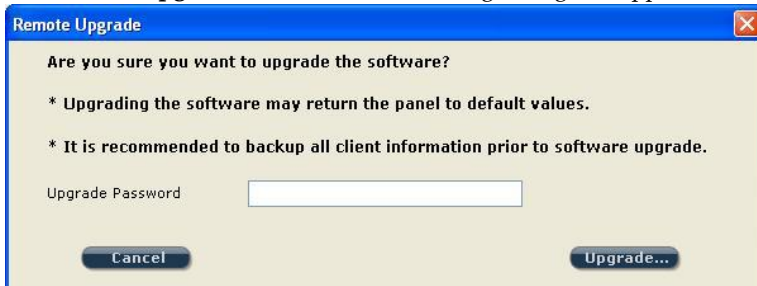 Remote Upgrade
Are you sure you want to upgrade the software?
* Upgrading the software may return the panel to default values.
* It is recommended to backup all client information prior to software upgrade.
Upgrade Password
Cancel Upgrade...